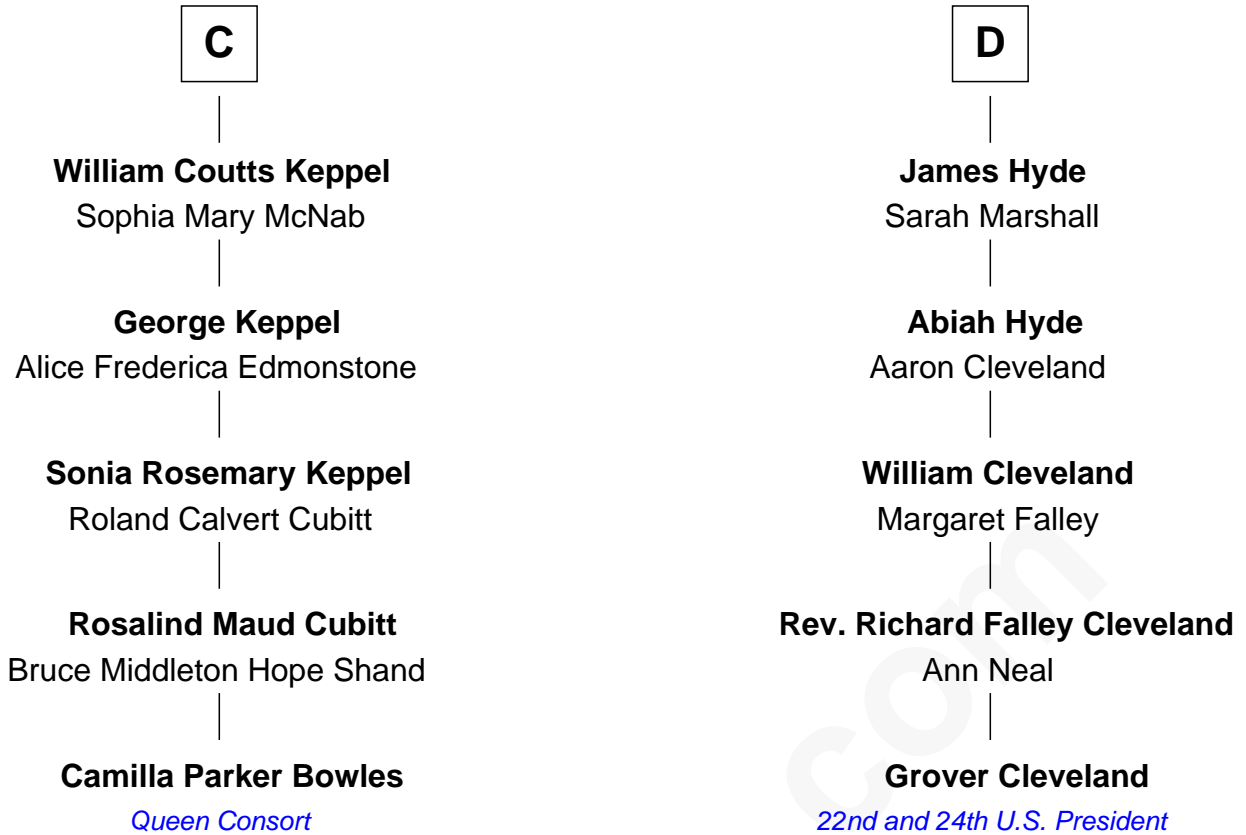 C
William Coutts Keppel
Sophia Mary McNab
George Keppel
Alice Frederica Edmonstone
Sonia Rosemary Keppel
Roland Calvert Cubitt
Rosalind Maud Cubitt
Bruce Middleton Hope Shand
Camilla Parker Bowles
Queen Consort
D
James Hyde
Sarah Marshall
Abiah Hyde
Aaron Cleveland
William Cleveland
Margaret Falley
Rev. Richard Falley Cleveland
Ann Neal
Grover Cleveland
22nd and 24th U.S. President
com